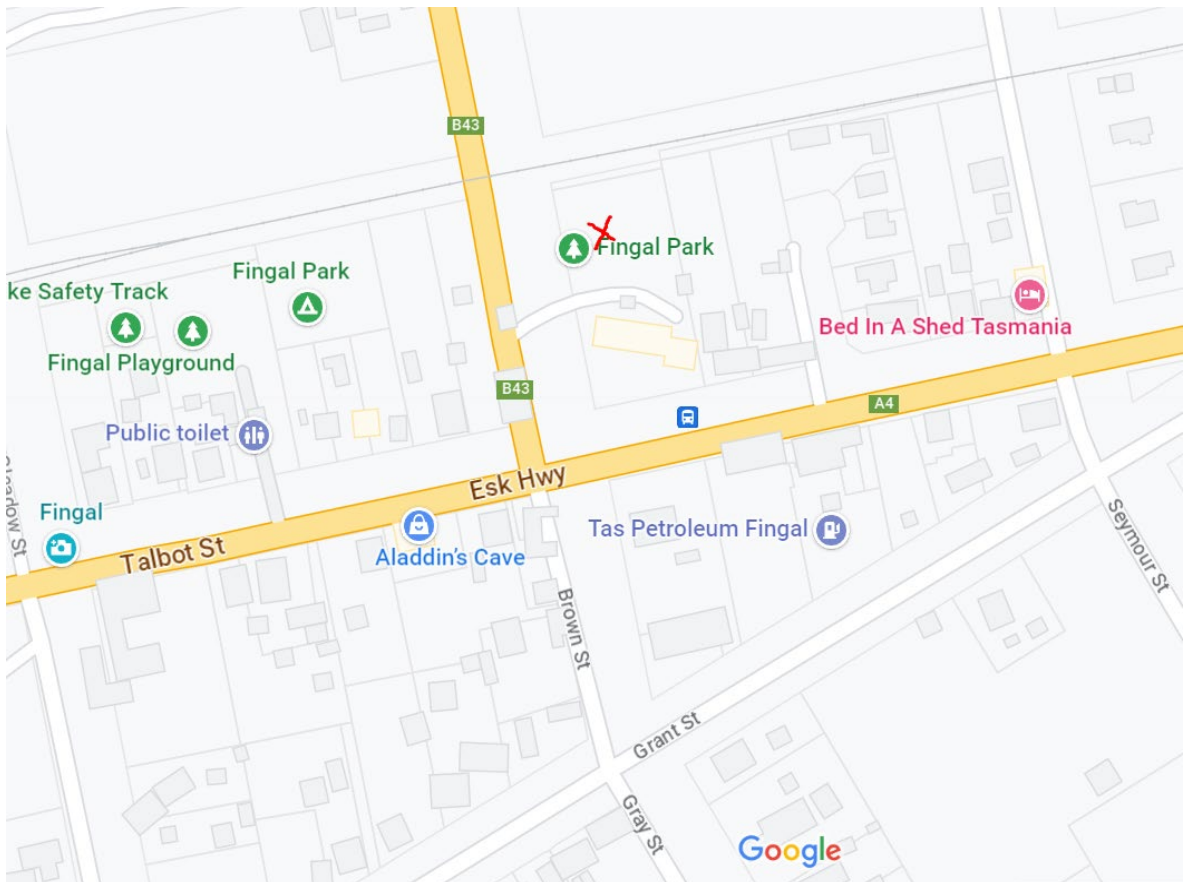 B43
Fingal Park
Fingal Park
ke Safety Track
Fingal Playground
Bed In A Shed Tasmania
B43
A4
Public toilet
Esk Hwy
Fingal
Talbot St
Aladdin's Cave
Tas Petroleum Fingal
Seymour St
Brown St
Grant St
Gray St
Google